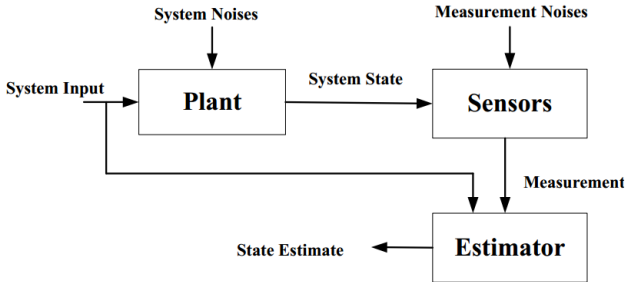 System Noises
Measurement Noises
System Input
Plant
System State
Sensors
Measurement
State Estimate
Estimator